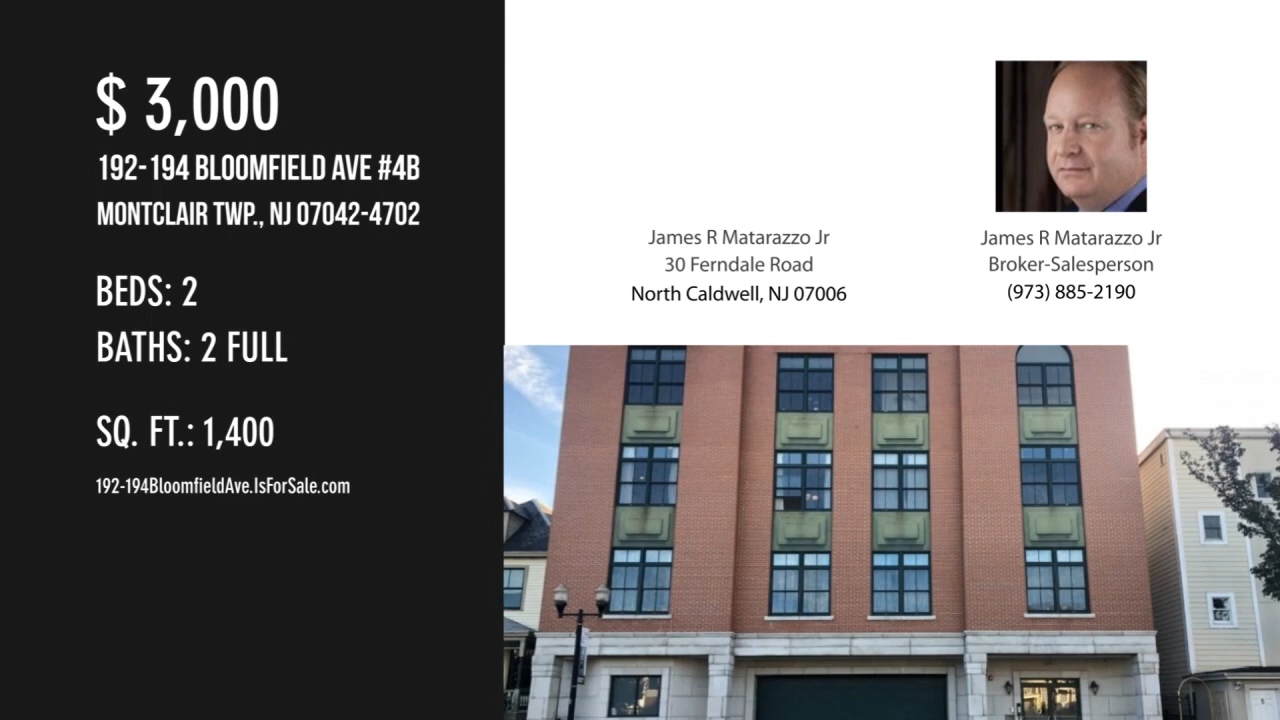 $ 3,000
192-194 BLOOMFIELD AVE #4B
MONTCLAIR TWP., NJ 07042-4702
BEDS: 2
BATHS: 2 FULL
SQ. FT.: 1,400
192-194BloomfieldAve.IsForSale.com
James R Matarazzo Jr
30 Ferndale Road
North Caldwell, NJ 07006
James R Matarazzo Jr
Broker-Salesperson
(973) 885-2190